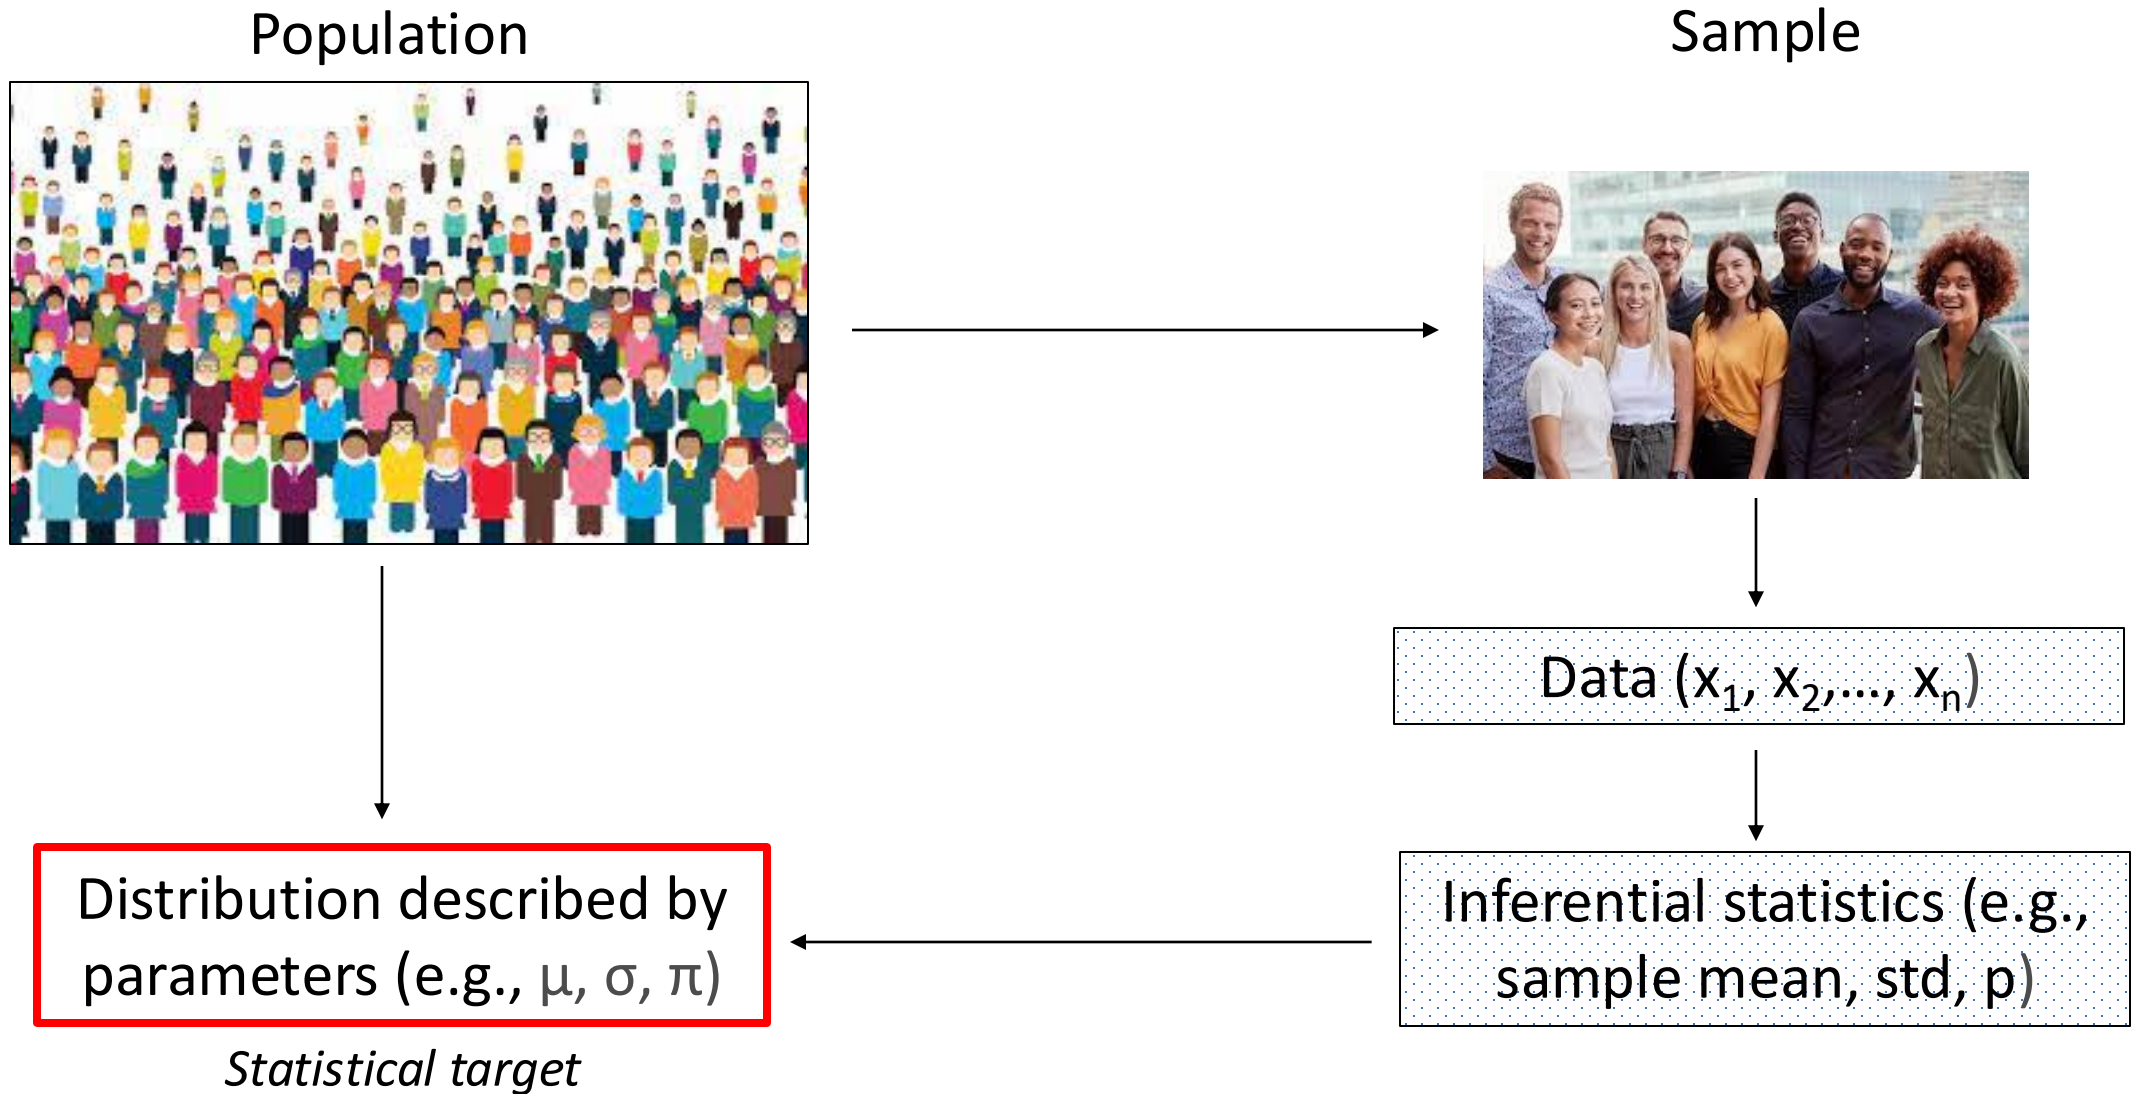 Population
Sample
Data (x₁, x₂,..., xₙ)
Distribution described by
parameters (e.g., μ, σ, π)
Inferential statistics (e.g.,
sample mean, std, p)
Statistical target